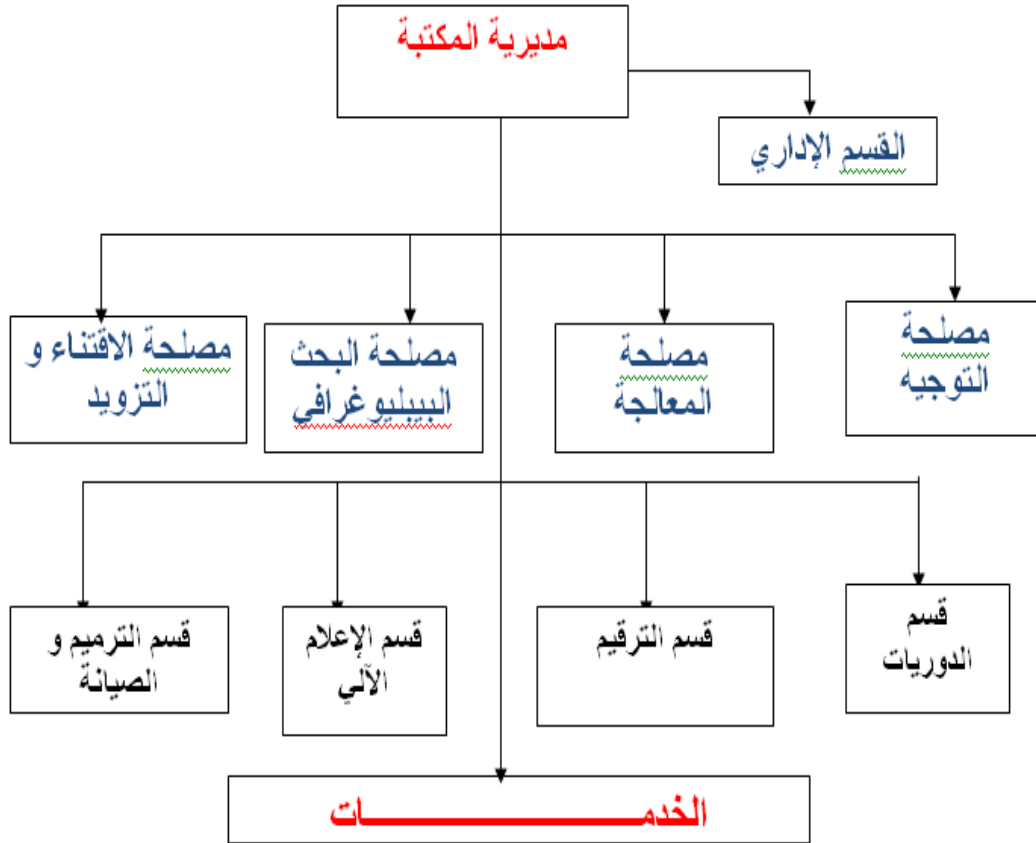 مديرية المكتبة
القسم الإداري
مصلحة
التوجيه
مصلحة
المعالجة
مصلحة البحث
البيبليوغرافي
مصلحة الاقتناء و
التزويد
قسم
الدوريات
قسم الترقيم
قسم الإعلام
الآلي
قسم الترميم و
الصيانة
الخدمـــــــــــــــــات